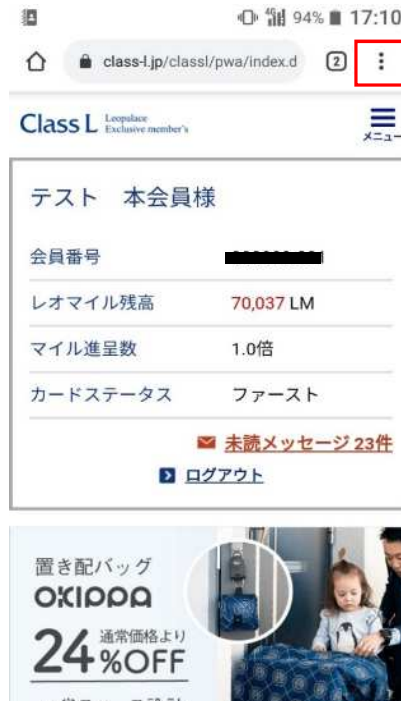 94% 17:10
class-l.jp/classl/pwa/index.d 2
Class L Leopalace Exclusive member's
メニュー
テスト 本会員様
会員番号
レオマイル残高 70,037 LM
マイル進呈数 1.0倍
カードステータス ファースト
未読メッセージ 23件
ログアウト
置き配バッグ
OKIPPA
通常価格より
24%OFF